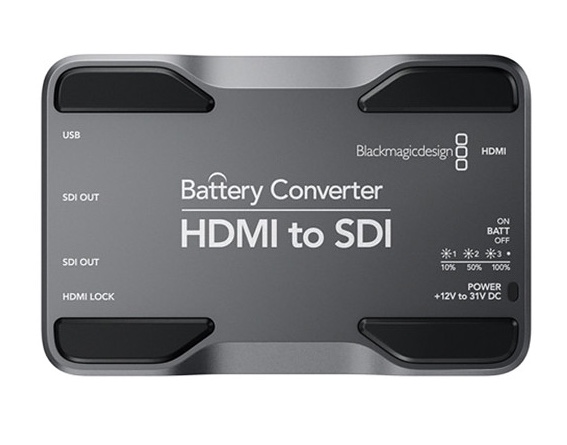 USB
Blackmagicdesign HDMI
SDI OUT
Battery Converter
HDMI to SDI
ON
BATT
OFF
1 2 3
10% 50% 100%
SDI OUT
HDMI LOCK
POWER
+12V to 31V DC